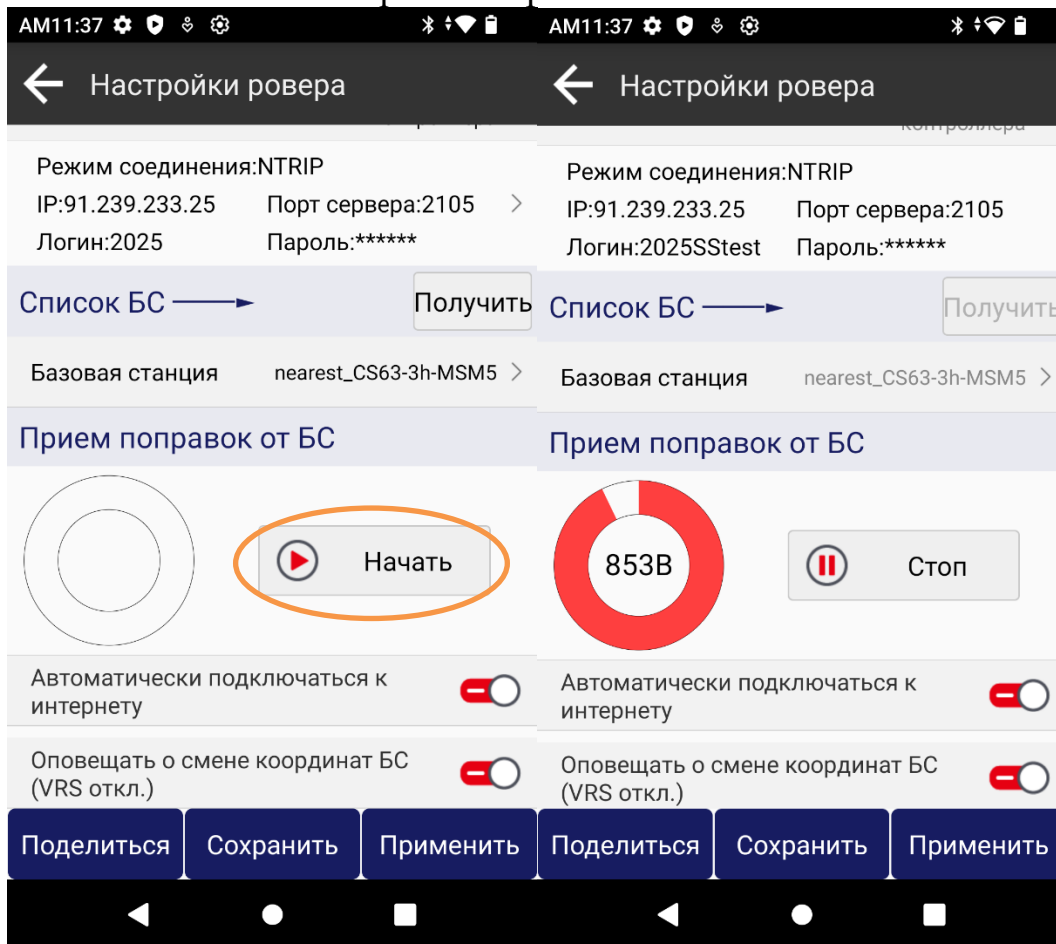 AM11:37
Настройки ровера
Режим соединения:NTRIP
IP:91.239.233.25 Порт сервера:2105
Логин:2025 Пароль:******
Список БС Получить
Базовая станция nearest_CS63-3h-MSM5
Прием поправок от БС
Начать
Автоматически подключаться к
интернету
Оповещать о смене координат БС
(VRS откл.)
Поделиться Сохранить Применить
AM11:37
Настройки ровера
контроллера
Режим соединения:NTRIP
IP:91.239.233.25 Порт сервера:2105
Логин:2025SStest Пароль:******
Список БС Получить
Базовая станция nearest_CS63-3h-MSM5
Прием поправок от БС
853B
Стоп
Автоматически подключаться к
интернету
Оповещать о смене координат БС
(VRS откл.)
Поделиться Сохранить Применить